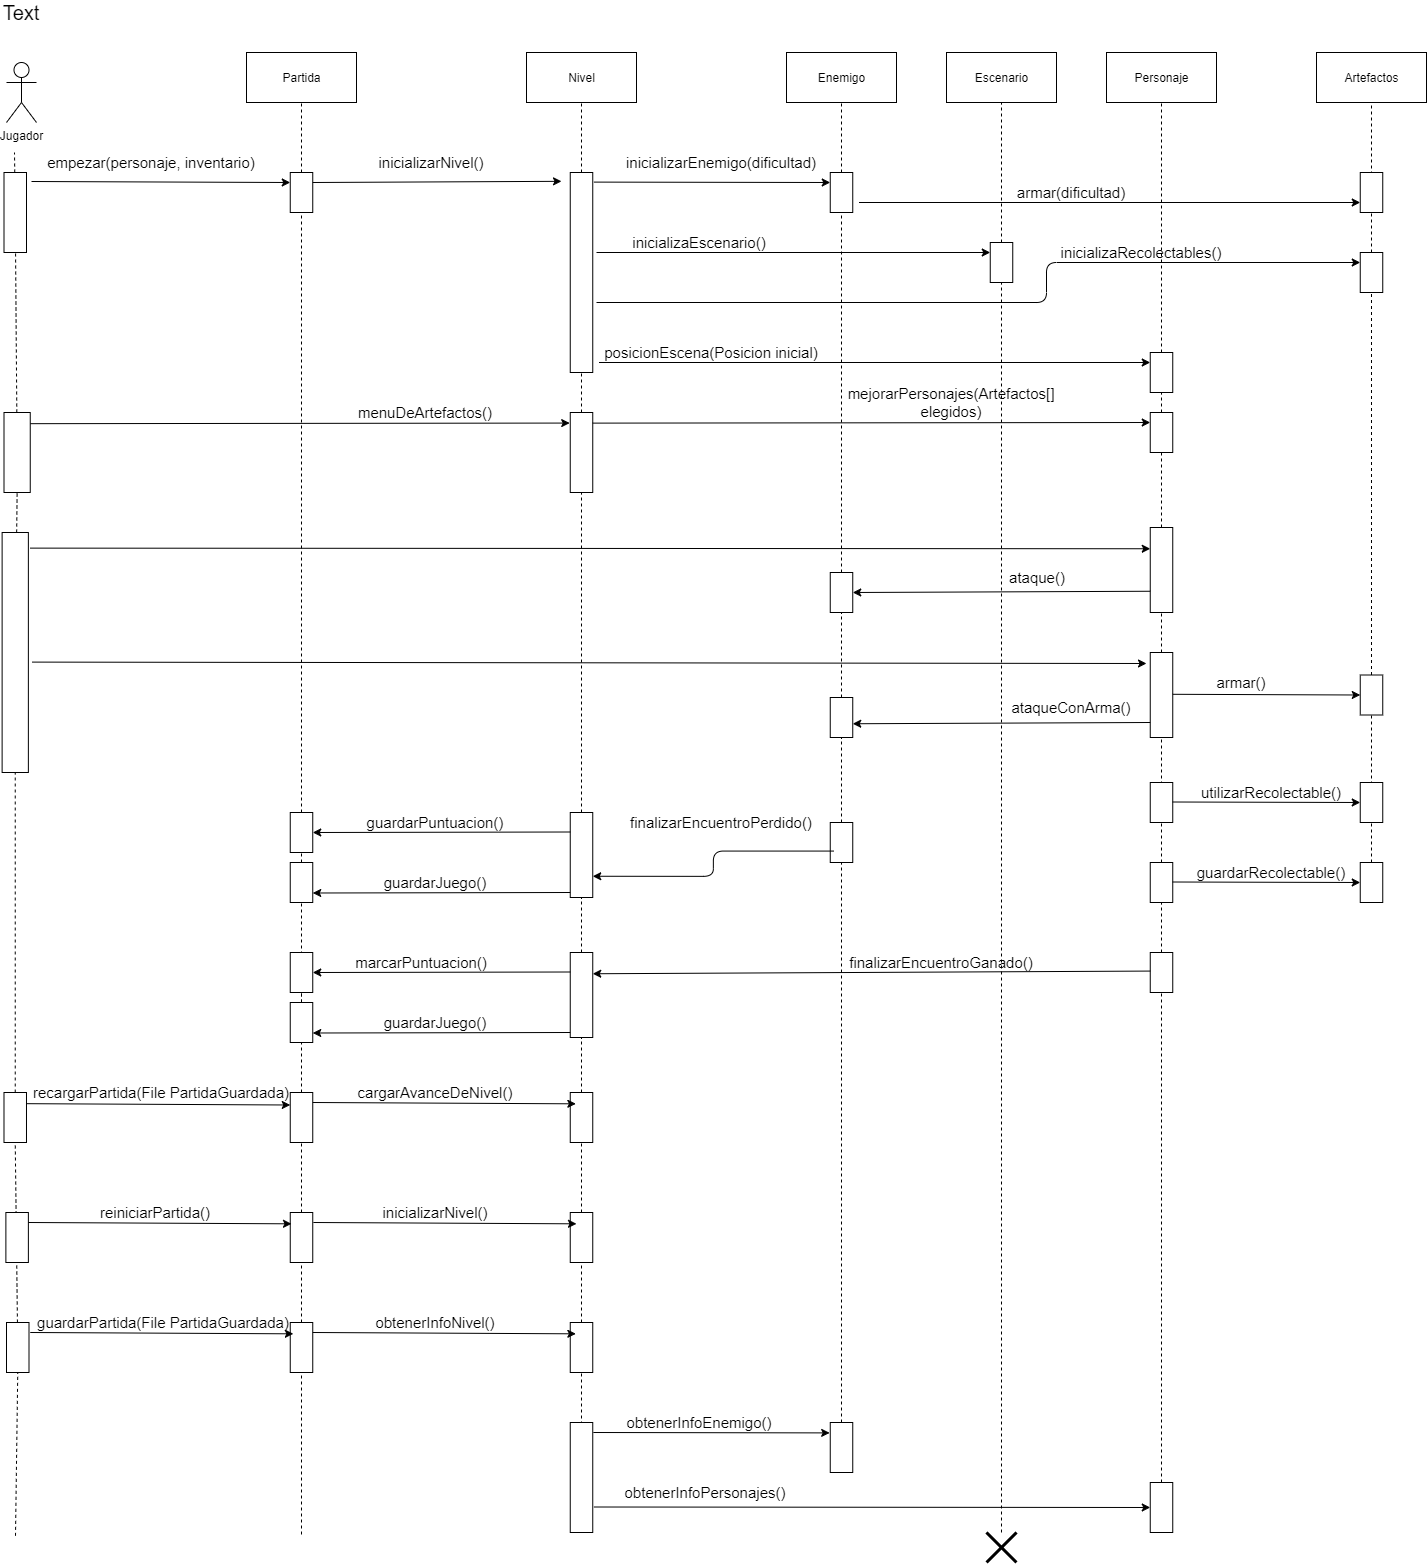 Text
Jugador
Partida
Nivel
Enemigo
Escenario
Personaje
Artefactos
empezar(personaje, inventario)
inicializarNivel()
inicializarEnemigo(dificultad)
armar(dificultad)
inicializaEscenario()
inicializaRecolectables()
posicionEscena(Posicion inicial)
menuDeArtefactos()
mejorarPersonajes(Artefactos[]
elegidos)
ataque()
armar()
ataqueConArma()
utilizarRecolectable()
guardarPuntuacion()
finalizarEncuentroPerdido()
guardarJuego()
guardarRecolectable()
marcarPuntuacion()
finalizarEncuentroGanado()
guardarJuego()
recargarPartida(File PartidaGuardada)
cargarAvanceDeNivel()
reiniciarPartida()
inicializarNivel()
guardarPartida(File PartidaGuardada)
obtenerInfoNivel()
obtenerInfoEnemigo()
obtenerInfoPersonajes()